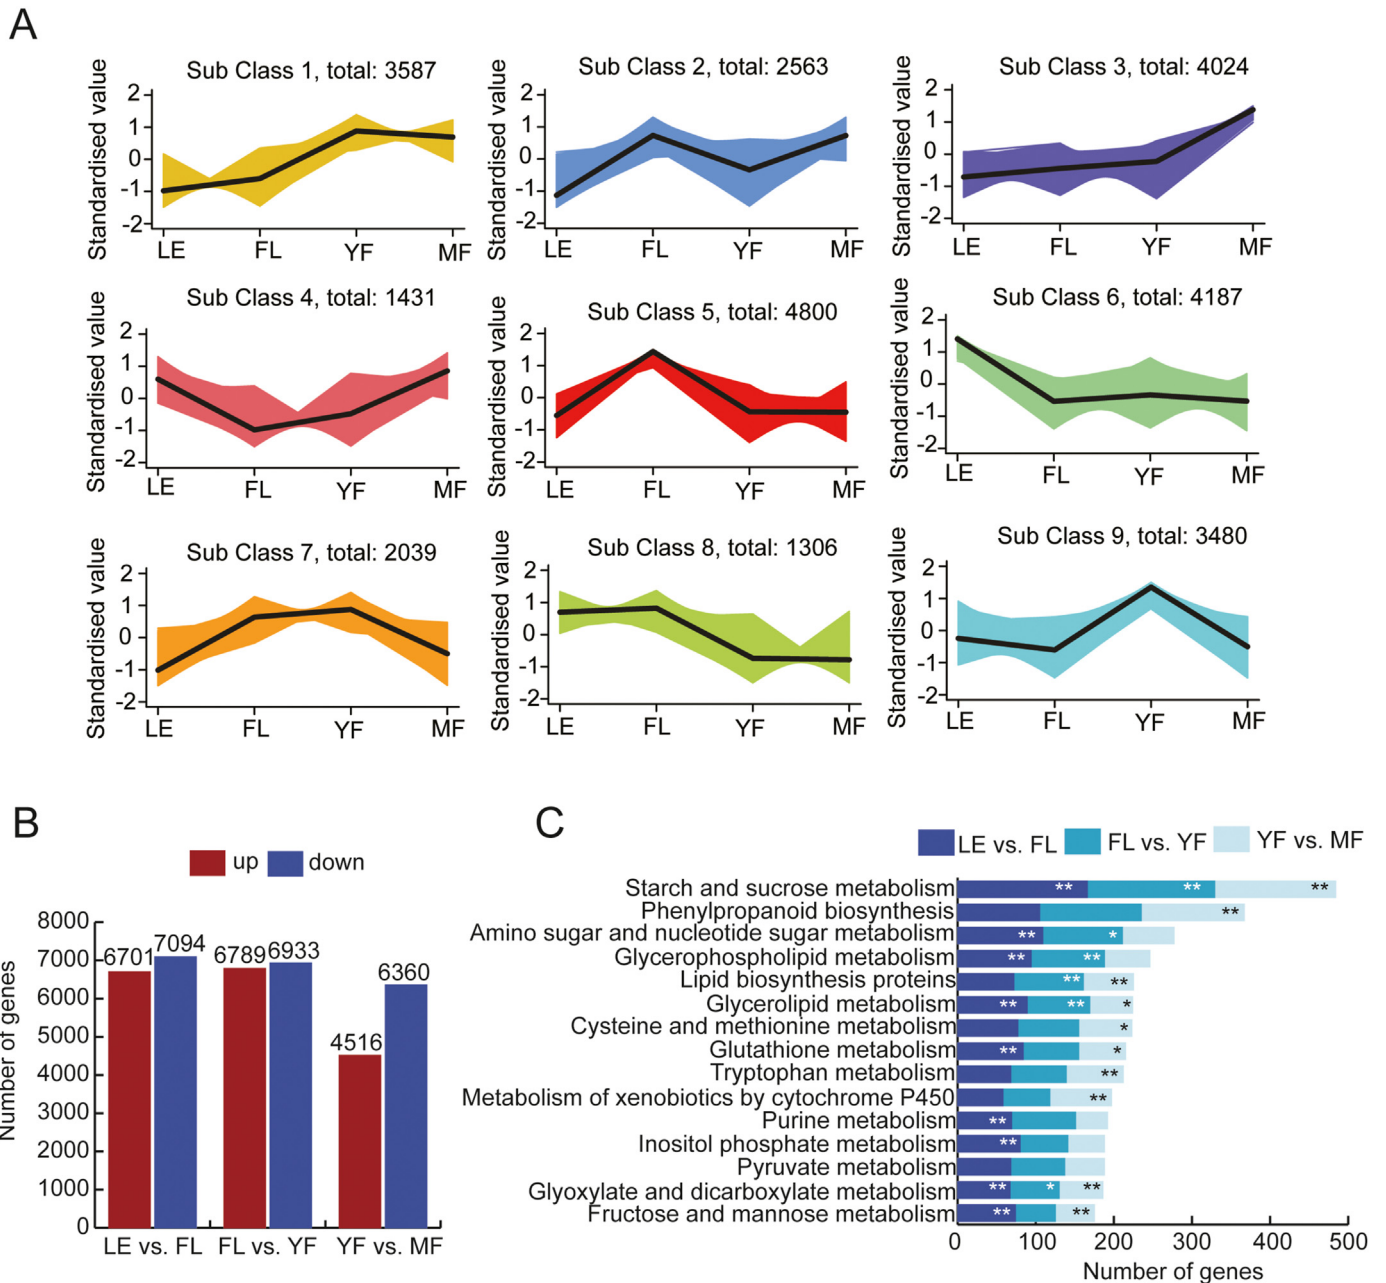 A
Sub Class 1, total: 3587
Standardised value
2
1
0
-1
-2
LE FL YF MF
Sub Class 2, total: 2563
Standardised value
2
1
0
-1
-2
LE FL YF MF
Sub Class 3, total: 4024
Standardised value
2
1
0
-1
-2
LE FL YF MF
Sub Class 4, total: 1431
Standardised value
2
1
0
-1
-2
LE FL YF MF
Sub Class 5, total: 4800
Standardised value
2
1
0
-1
-2
LE FL YF MF
Sub Class 6, total: 4187
Standardised value
2
1
0
-1
-2
LE FL YF MF
Sub Class 7, total: 2039
Standardised value
2
1
0
-1
-2
LE FL YF MF
Sub Class 8, total: 1306
Standardised value
2
1
0
-1
-2
LE FL YF MF
Sub Class 9, total: 3480
Standardised value
2
1
0
-1
-2
LE FL YF MF
B
up down
Number of genes
8000
7000
6000
5000
4000
3000
2000
1000
0
6701 7094 6789 6933 4516 6360
LE vs. FL FL vs. YF YF vs. MF
C
LE vs. FL FL vs. YF YF vs. MF
Starch and sucrose metabolism ** ** **
Phenylpropanoid biosynthesis **
Amino sugar and nucleotide sugar metabolism ** *
Glycerophospholipid metabolism ** **
Lipid biosynthesis proteins ** **
Glycerolipid metabolism ** ** *
Cysteine and methionine metabolism *
Glutathione metabolism ** *
Tryptophan metabolism **
Metabolism of xenobiotics by cytochrome P450 **
Purine metabolism **
Inositol phosphate metabolism **
Pyruvate metabolism
Glyoxylate and dicarboxylate metabolism ** * **
Fructose and mannose metabolism ** **
0 100 200 300 400 500
Number of genes